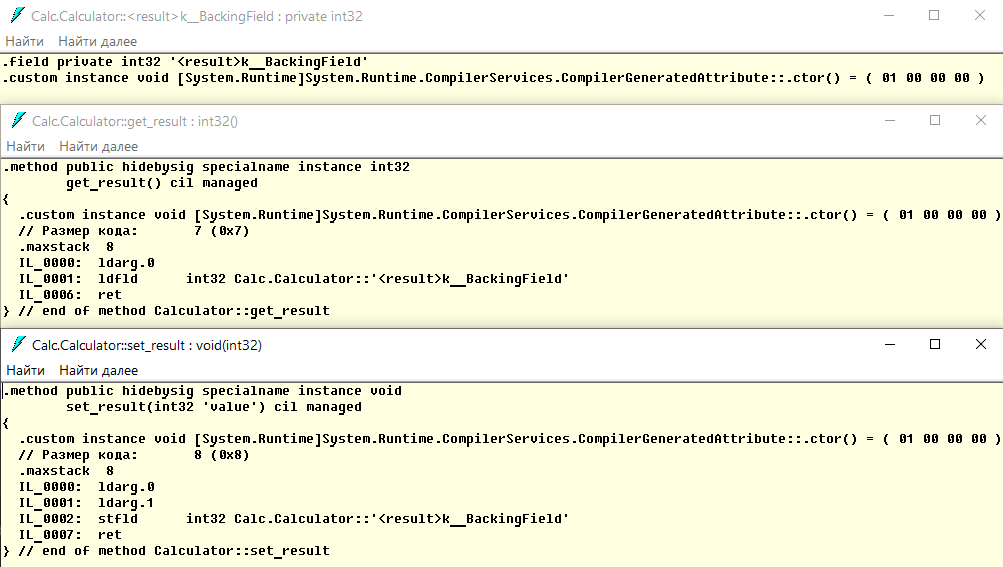 Calc.Calculator::<result>k__BackingField : private int32
Найти Найти далее
.field private int32 '<result>k__BackingField'
.custom instance void [System.Runtime]System.Runtime.CompilerServices.CompilerGeneratedAttribute::.ctor() = ( 01 00 00 00 )
Calc.Calculator::get_result : int32()
Найти Найти далее
.method public hidebysig specialname instance int32
        get_result() cil managed
{
  .custom instance void [System.Runtime]System.Runtime.CompilerServices.CompilerGeneratedAttribute::.ctor() = ( 01 00 00 00 )
  // Размер кода:       7 (0x7)
  .maxstack  8
  IL_0000:  ldarg.0
  IL_0001:  ldfld      int32 Calc.Calculator::'<result>k__BackingField'
  IL_0006:  ret
} // end of method Calculator::get_result
Calc.Calculator::set_result : void(int32)
Найти Найти далее
.method public hidebysig specialname instance void
        set_result(int32 'value') cil managed
{
  .custom instance void [System.Runtime]System.Runtime.CompilerServices.CompilerGeneratedAttribute::.ctor() = ( 01 00 00 00 )
  // Размер кода:       8 (0x8)
  .maxstack  8
  IL_0000:  ldarg.0
  IL_0001:  ldarg.1
  IL_0002:  stfld      int32 Calc.Calculator::'<result>k__BackingField'
  IL_0007:  ret
} // end of method Calculator::set_result